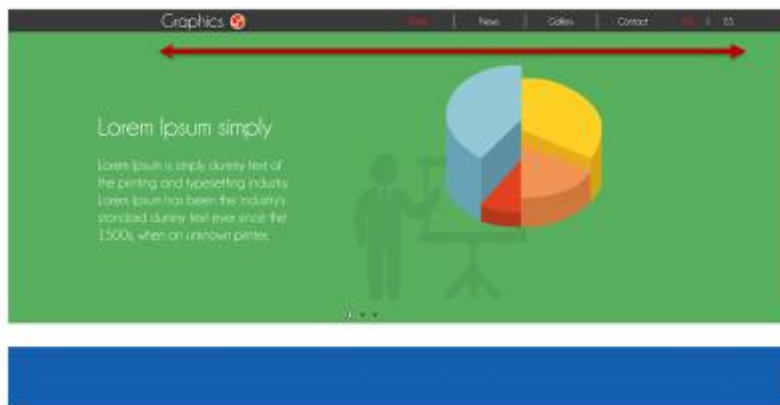 Graphics
Home | News | Gallery | Contact | ES
Lorem Ipsum simply
Lorem Ipsum is simply dummy text of
the printing and typesetting industry.
Lorem Ipsum has been the industry's
standard dummy text ever since the
1500s, when an unknown printer.